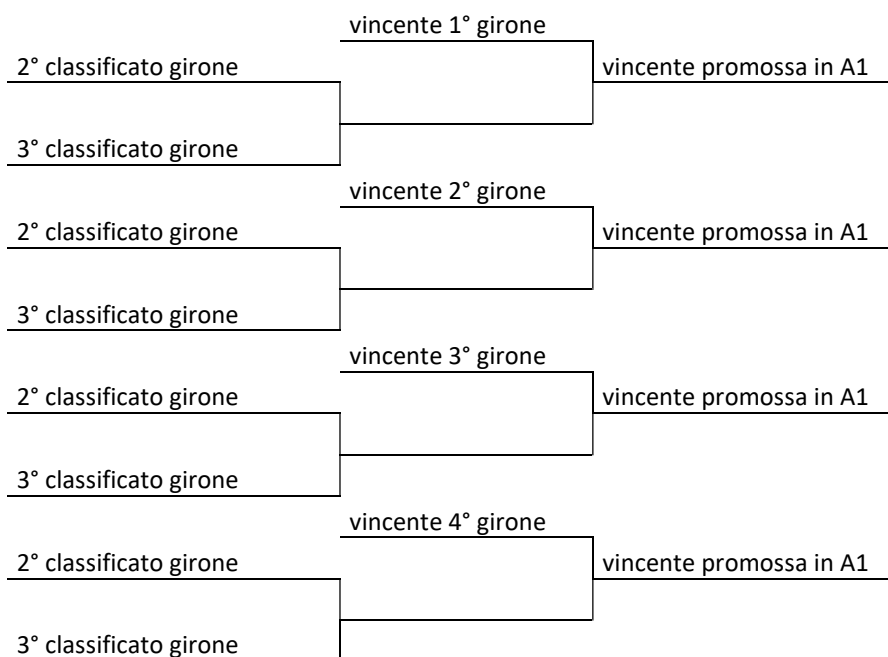 vincente 1° girone
2° classificato girone
vincente promossa in A1
3° classificato girone
vincente 2° girone
2° classificato girone
vincente promossa in A1
3° classificato girone
vincente 3° girone
2° classificato girone
vincente promossa in A1
3° classificato girone
vincente 4° girone
2° classificato girone
vincente promossa in A1
3° classificato girone